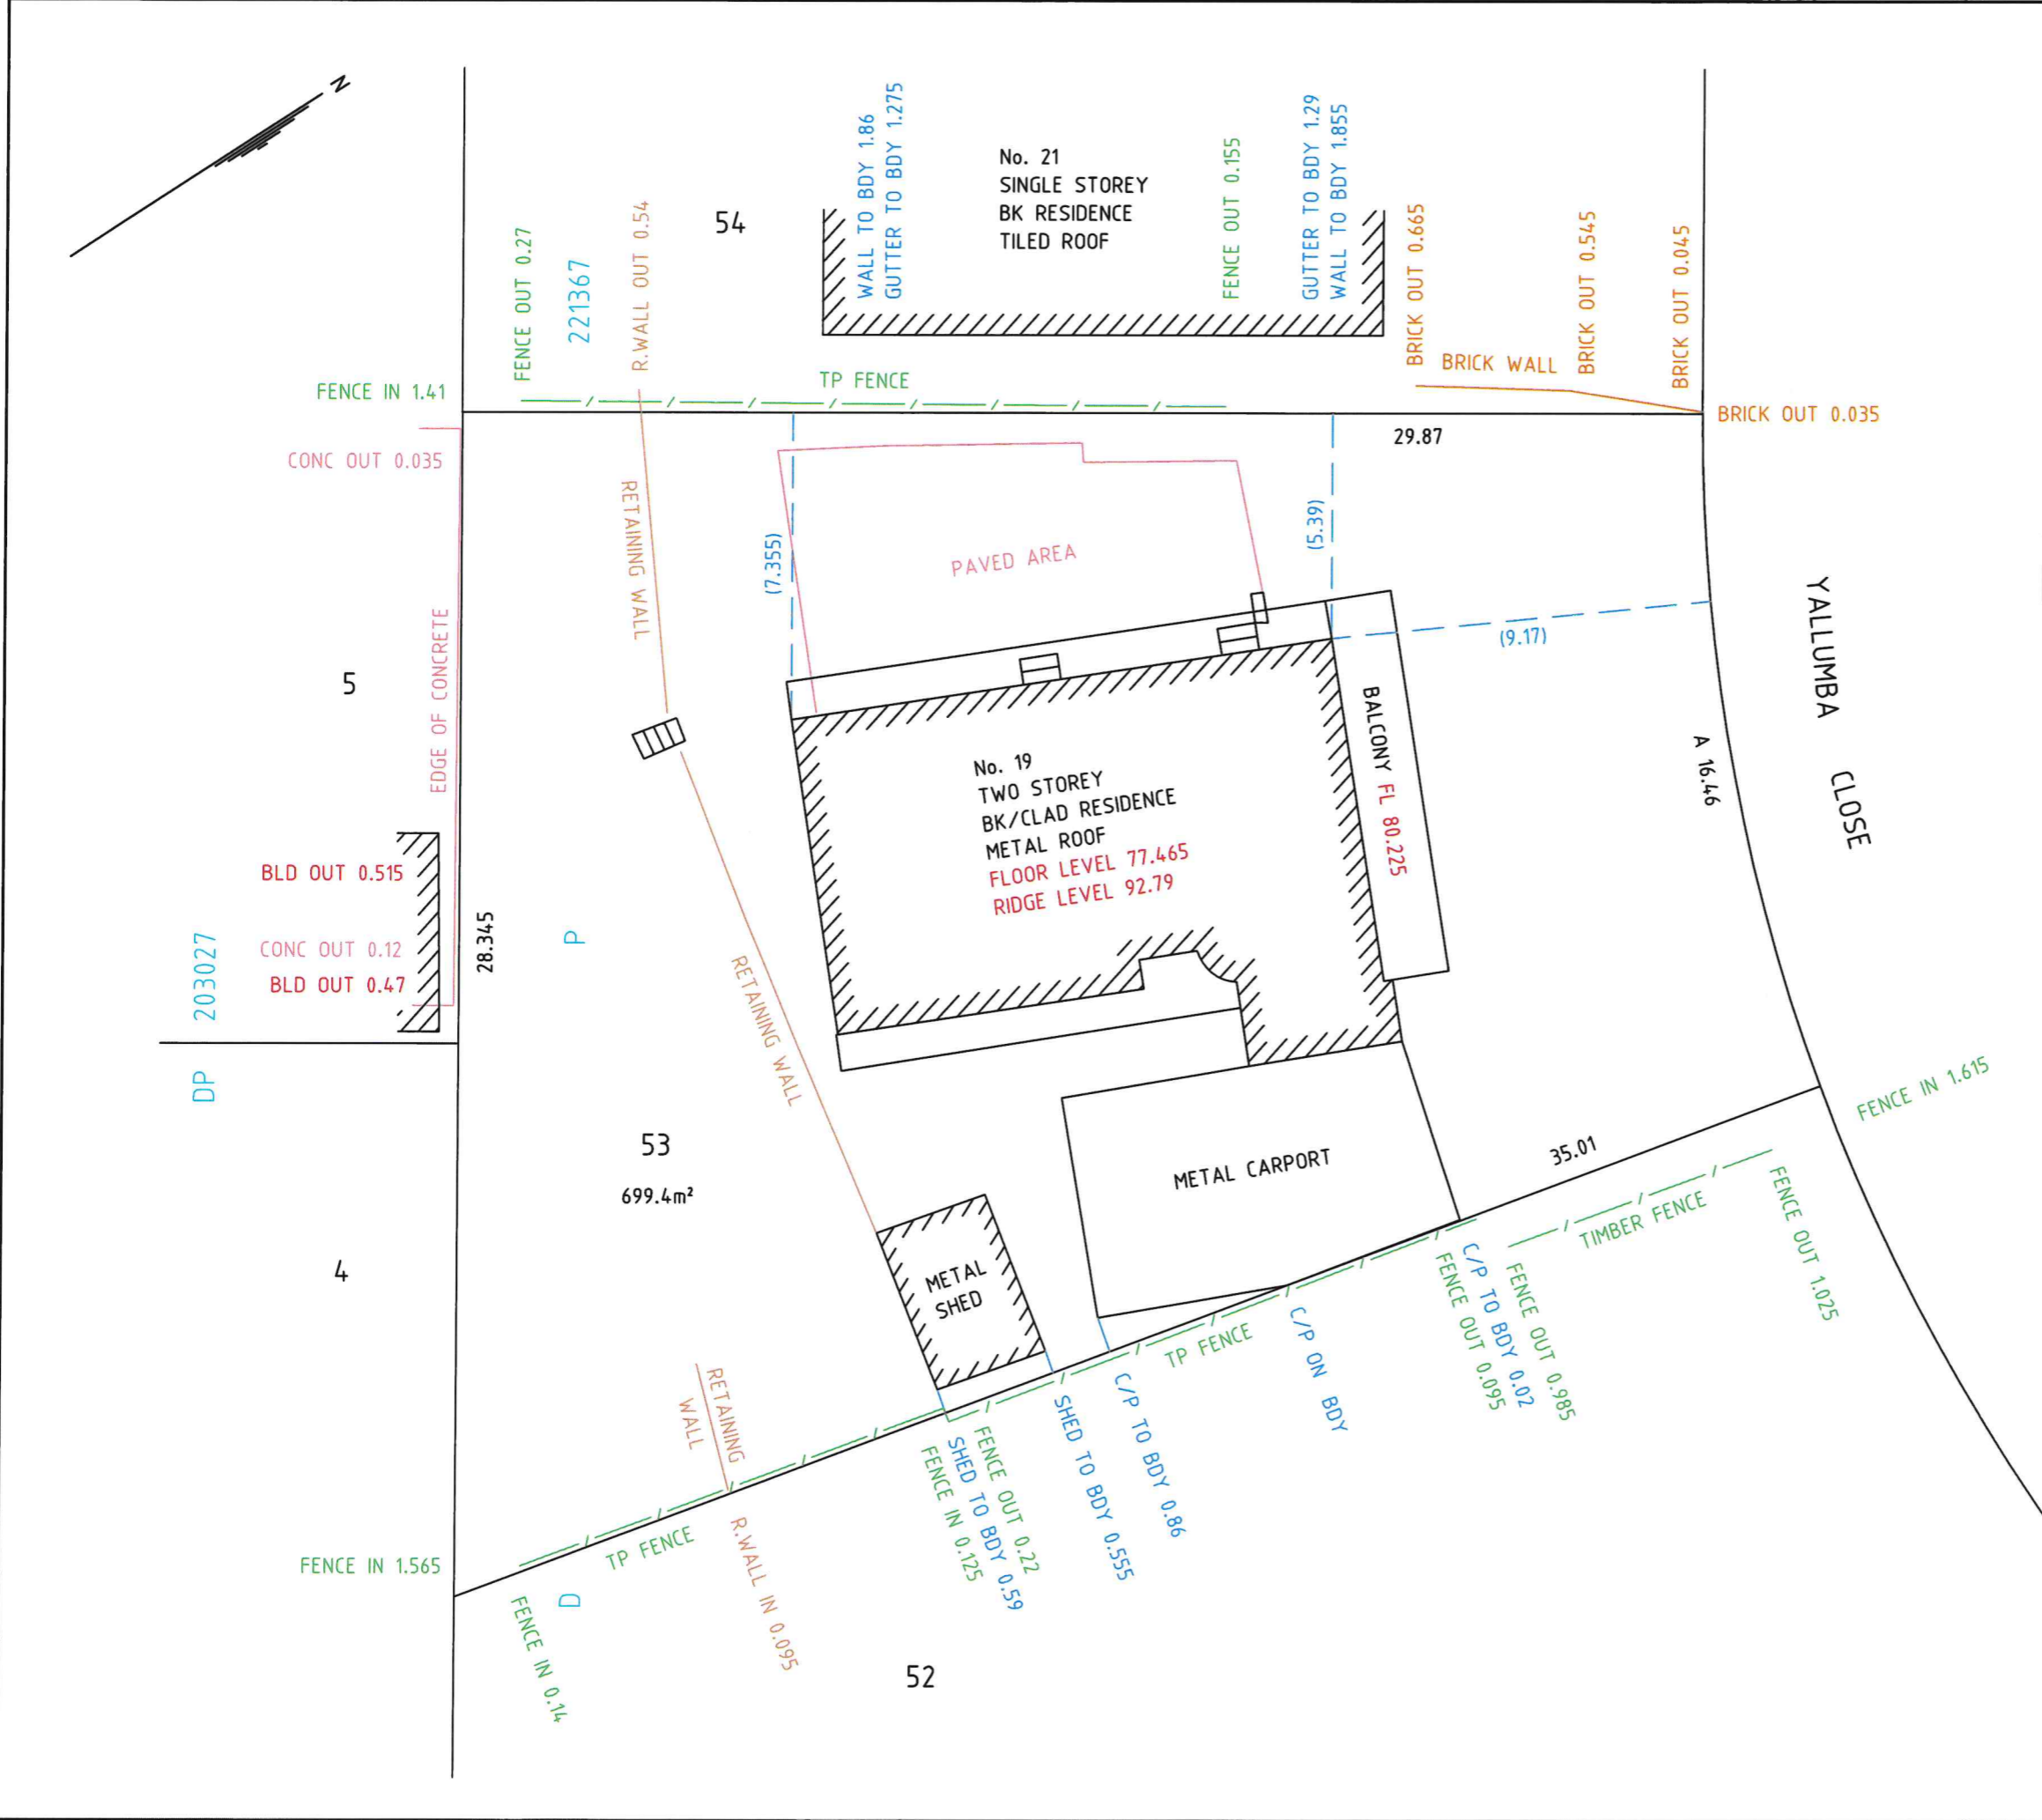 N
54
No. 21
SINGLE STOREY
BK RESIDENCE
TILED ROOF
WALL TO BDY 1.86
GUTTER TO BDY 1.275
FENCE OUT 0.155
GUTTER TO BDY 1.29
WALL TO BDY 1.855
BRICK OUT 0.665
BRICK OUT 0.545
BRICK OUT 0.045
FENCE OUT 0.27
221367
R.WALL OUT 0.54
FENCE IN 1.41
TP FENCE
BRICK WALL
BRICK OUT 0.035
29.87
CONC OUT 0.035
RETAINING WALL
(7.355)
PAVED AREA
(5.39)
(9.17)
YALLUMBA CLOSE
A 16.46
5
EDGE OF CONCRETE
BALCONY FL 80.225
No. 19
TWO STOREY
BK/CLAD RESIDENCE
METAL ROOF
FLOOR LEVEL 77.465
RIDGE LEVEL 92.79
BLD OUT 0.515
CONC OUT 0.12
BLD OUT 0.47
28.345
P
DP 203027
RETAINING WALL
53
699.4m²
4
METAL CARPORT
35.01
FENCE IN 1.615
TIMBER FENCE
FENCE OUT 1.025
METAL
SHED
TP FENCE
C/P ON BDY
FENCE OUT 0.095
C/P TO BDY 0.02
FENCE OUT 0.985
RETAINING
WALL
C/P TO BDY 0.86
SHED TO BDY 0.555
FENCE OUT 0.22
SHED TO BDY 0.59
FENCE IN 0.125
TP FENCE
R.WALL IN 0.095
FENCE IN 1.565
D
FENCE IN 0.14
52